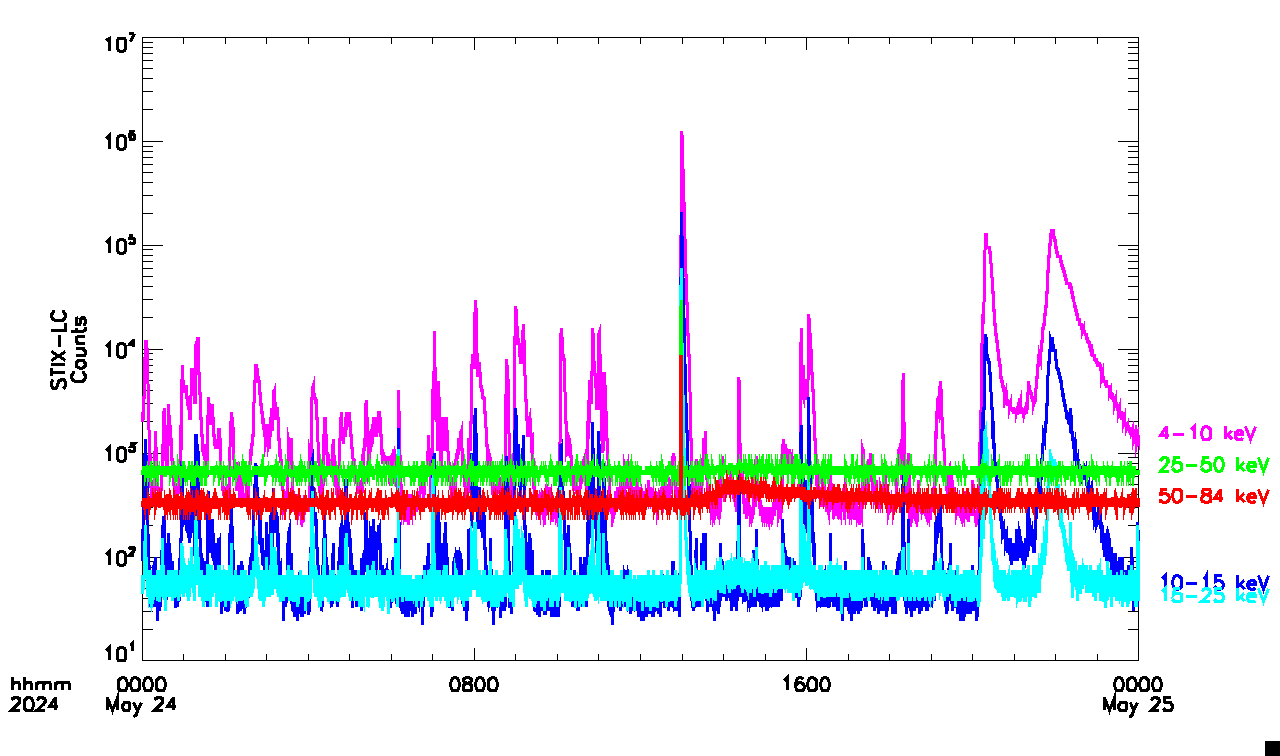 10⁷
10⁶
10⁵
10⁴
10³
10²
10¹
STIX-LC
Counts
4-10 keV
25-50 keV
50-84 keV
10-15 keV
15-25 keV
hhmm 0000 0800 1600 0000
2024 May 24 May 25